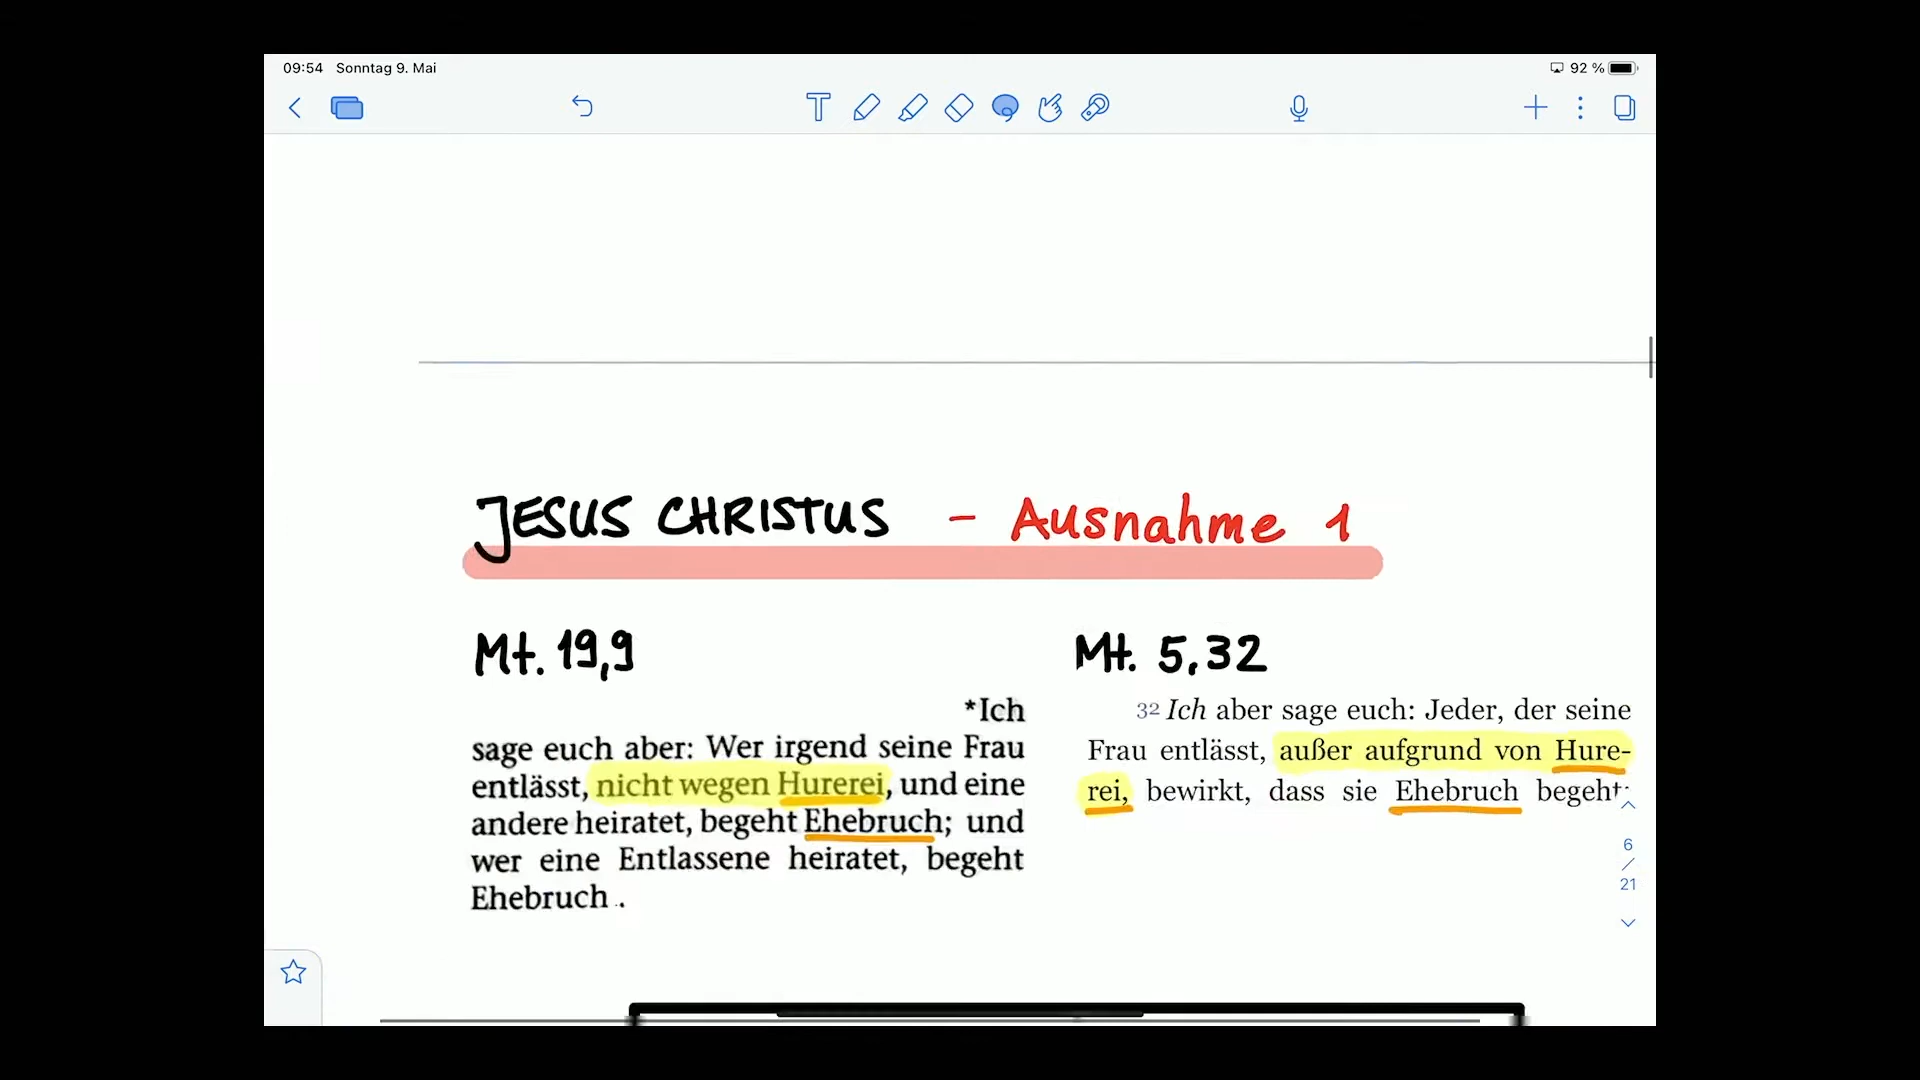 09:54 Sonntag 9. Mai 92 %
JESUS CHRISTUS - Ausnahme 1
Mt. 19,9
*Ich
sage euch aber: Wer irgend seine Frau
entlässt, nicht wegen Hurerei, und eine
andere heiratet, begeht Ehebruch; und
wer eine Entlassene heiratet, begeht
Ehebruch .
Mt. 5,32
32 Ich aber sage euch: Jeder, der seine
Frau entlässt, außer aufgrund von Hure-
rei, bewirkt, dass sie Ehebruch begeht;
6
/
21